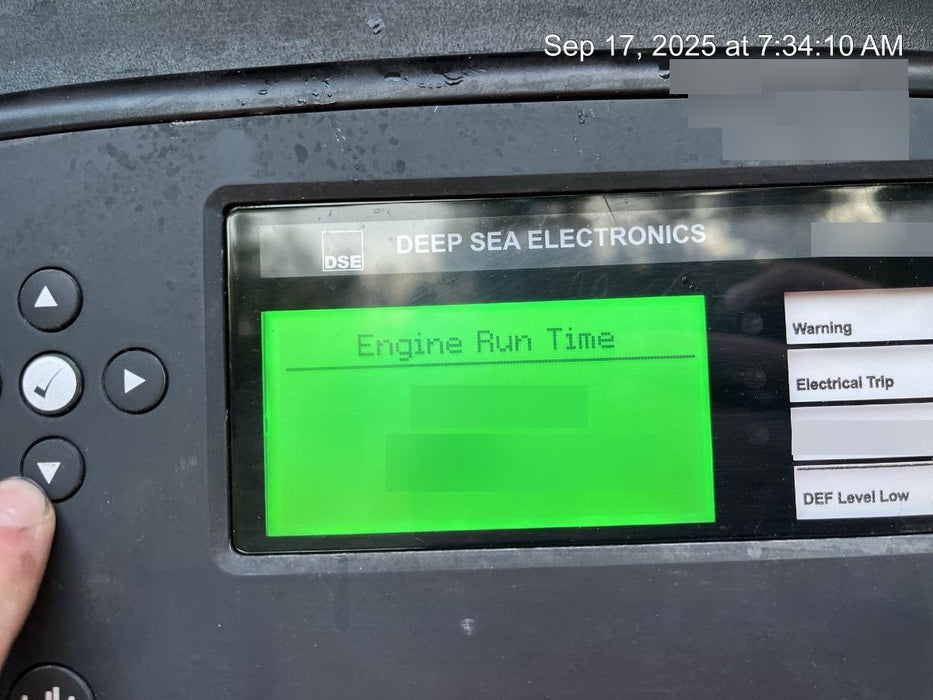 Sep 17, 2025 at 7:34:10 AM
DSE
DEEP SEA ELECTRONICS
Engine Run Time
Warning
Electrical Trip
DEF Level Low